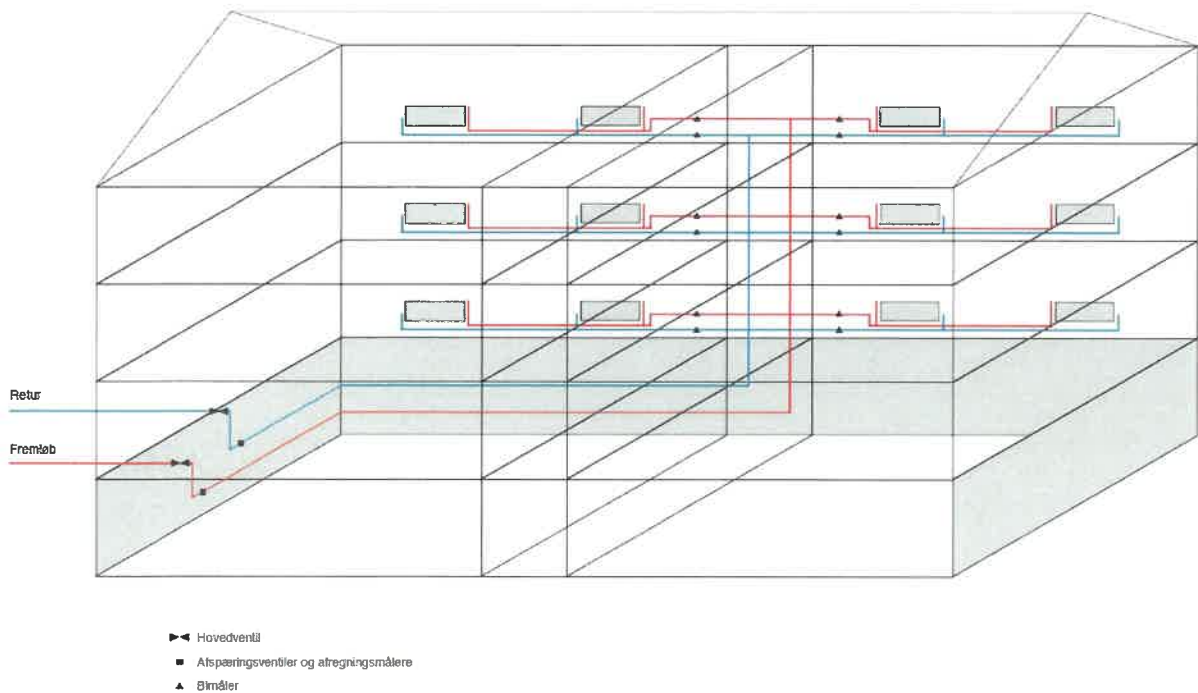 Retur
Fremløb
Hovedventil
Afspæringsventiler og afregningsmålere
Bimåler